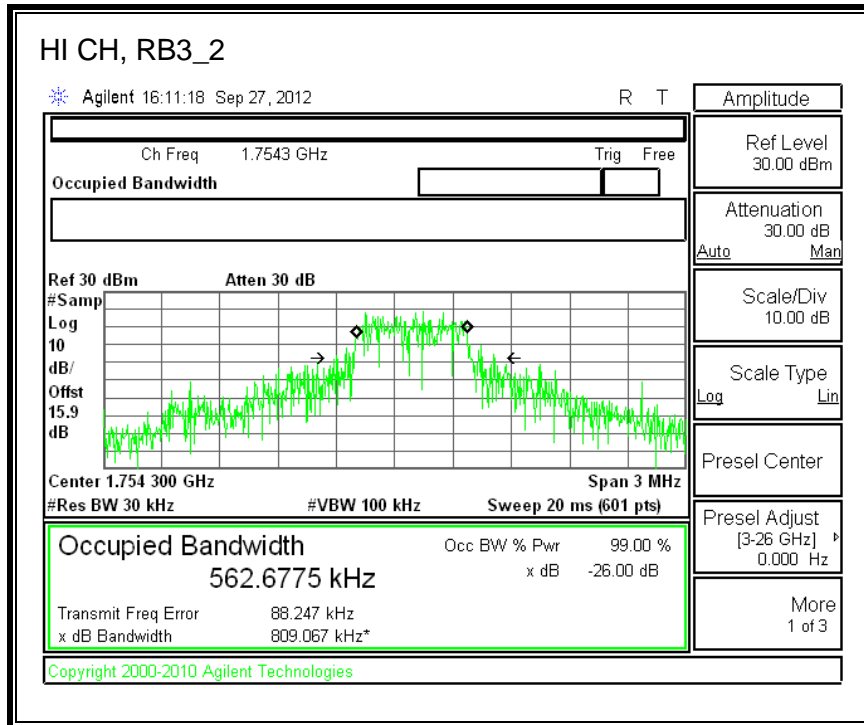 HI CH, RB3_2
Agilent 16:11:18 Sep 27, 2012 R T
Ch Freq 1.7543 GHz Trig Free
Occupied Bandwidth
Ref 30 dBm Atten 30 dB
#Samp
Log
10
dB/
Offst
15.9
dB
Center 1.754 300 GHz Span 3 MHz
#Res BW 30 kHz #VBW 100 kHz Sweep 20 ms (601 pts)
Occupied Bandwidth Occ BW % Pwr 99.00 %
562.6775 kHz x dB -26.00 dB
Transmit Freq Error 88.247 kHz
x dB Bandwidth 809.067 kHz*
Copyright 2000-2010 Agilent Technologies
Amplitude
Ref Level
30.00 dBm
Attenuation
30.00 dB
Auto Man
Scale/Div
10.00 dB
Scale Type
Log Lin
Presel Center
Presel Adjust
[3-26 GHz]
0.000 Hz
More
1 of 3